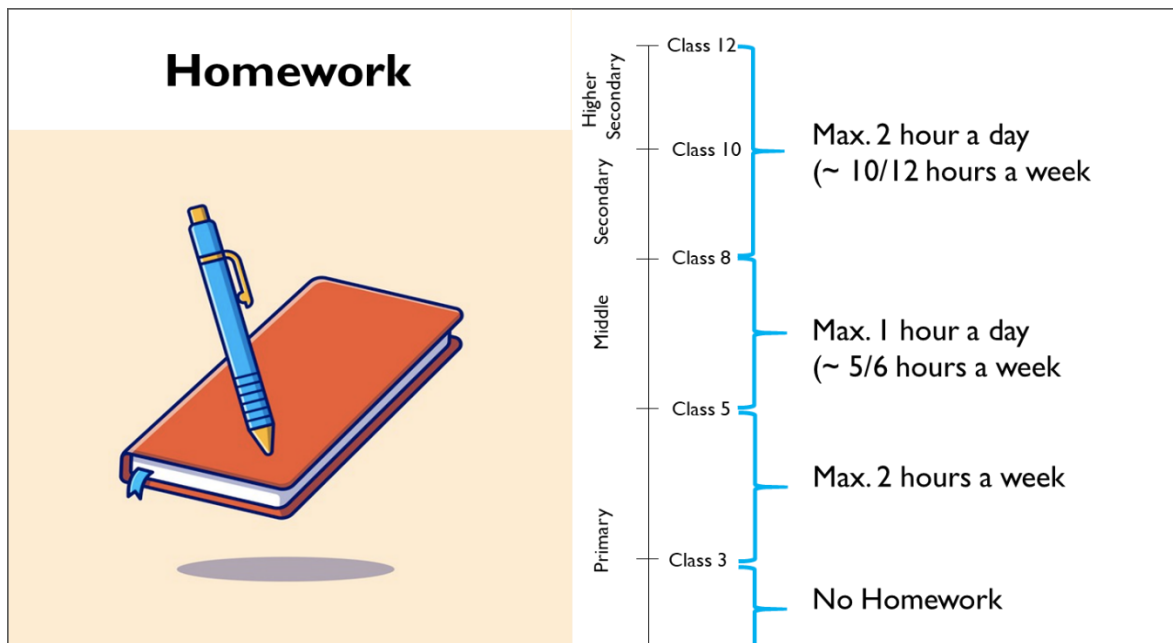 Homework
Class 12
Higher
Secondary
Max. 2 hour a day
(~ 10/12 hours a week
Class 10
Secondary
Class 8
Middle
Max. 1 hour a day
(~ 5/6 hours a week
Class 5
Max. 2 hours a week
Primary
Class 3
No Homework